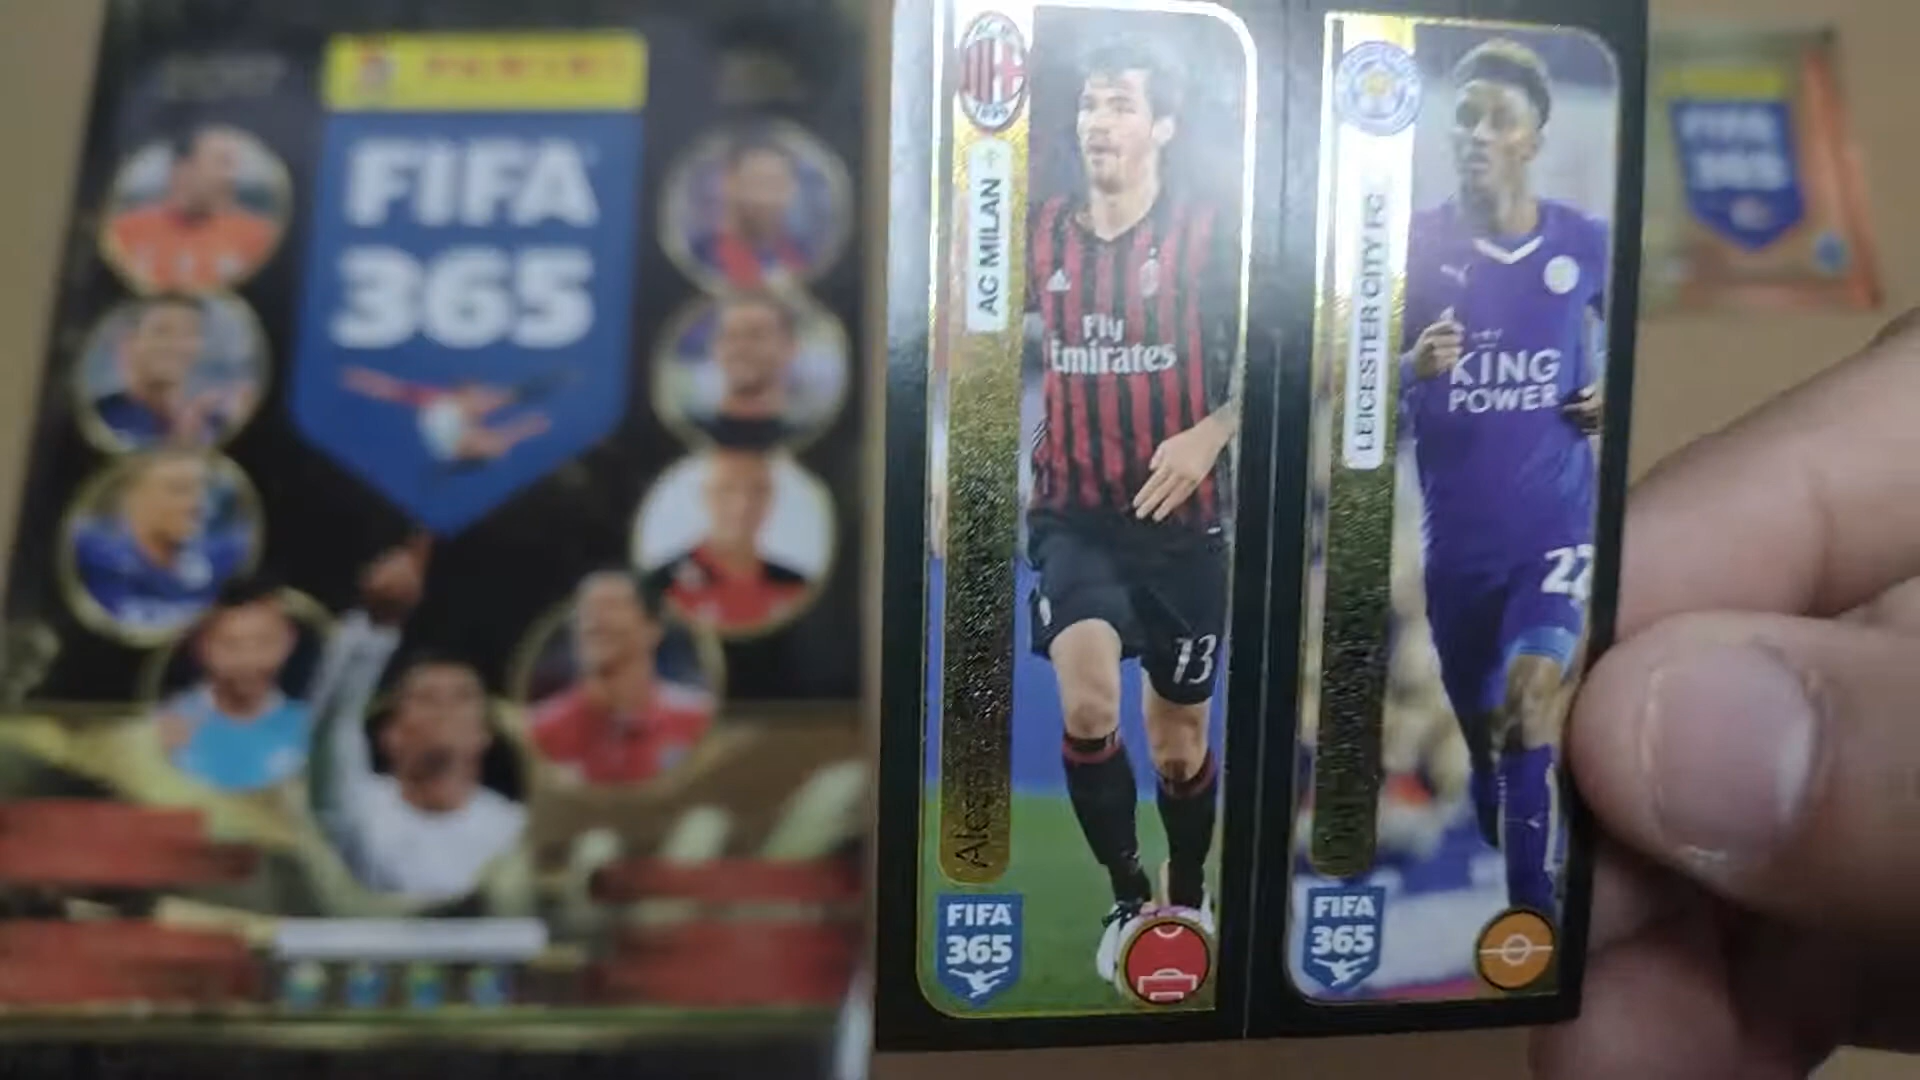 PANINI
FIFA
365
AC MILAN
Fly
Emirates
13
FIFA
365
LEICESTER CITY FC
KING
POWER
22
FIFA
365
FIFA
365